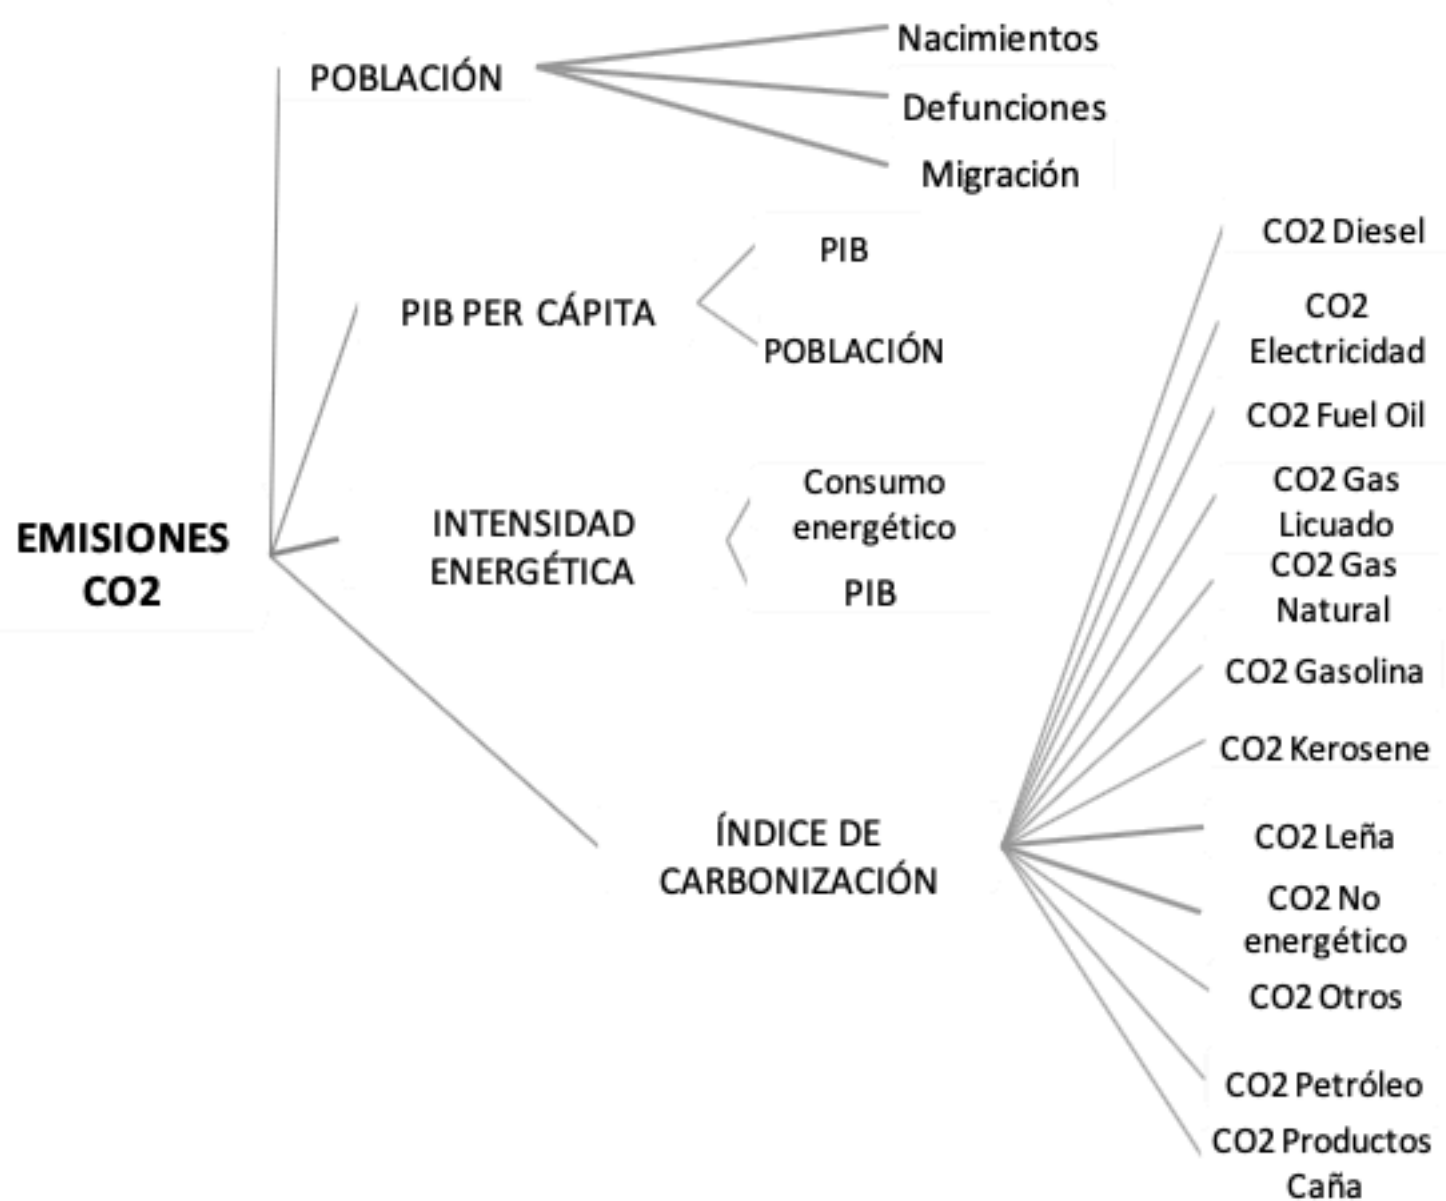 POBLACIÓN
Nacimientos
Defunciones
Migración
PIB PER CÁPITA
PIB
POBLACIÓN
EMISIONES
CO2
INTENSIDAD
ENERGÉTICA
Consumo
energético
PIB
ÍNDICE DE
CARBONIZACIÓN
CO2 Diesel
CO2
Electricidad
CO2 Fuel Oil
CO2 Gas
Licuado
CO2 Gas
Natural
CO2 Gasolina
CO2 Kerosene
CO2 Leña
CO2 No
energético
CO2 Otros
CO2 Petróleo
CO2 Productos
Caña